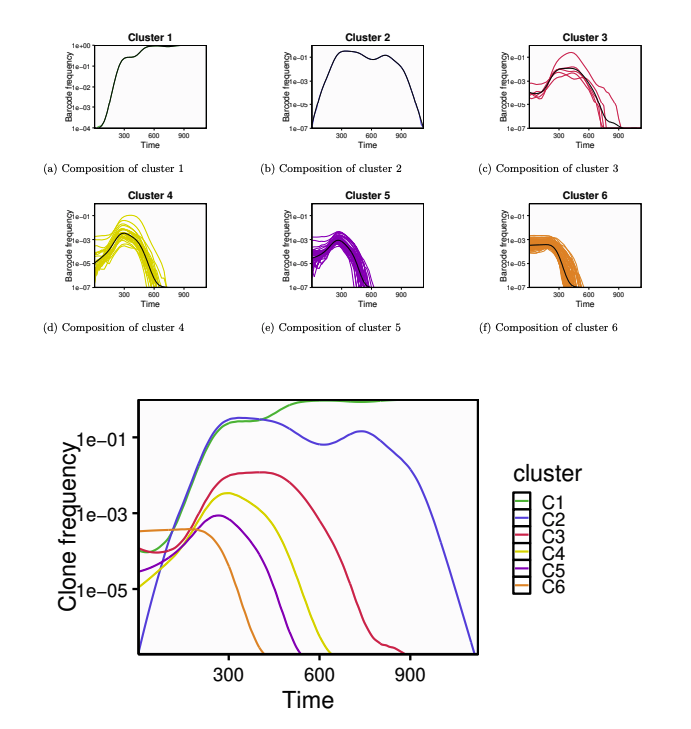 Cluster 1
Barcode frequency
1e+00
1e−01
1e−02
1e−03
1e−04
300 600 900
Time
(a) Composition of cluster 1
Cluster 2
Barcode frequency
1e−01
1e−03
1e−05
1e−07
300 600 900
Time
(b) Composition of cluster 2
Cluster 3
Barcode frequency
1e−01
1e−03
1e−05
1e−07
300 600 900
Time
(c) Composition of cluster 3
Cluster 4
Barcode frequency
1e−01
1e−03
1e−05
1e−07
300 600 900
Time
(d) Composition of cluster 4
Cluster 5
Barcode frequency
1e−01
1e−03
1e−05
1e−07
300 600 900
Time
(e) Composition of cluster 5
Cluster 6
Barcode frequency
1e−01
1e−03
1e−05
1e−07
300 600 900
Time
(f) Composition of cluster 6
Clone frequency
1e−01
1e−03
1e−05
300 600 900
Time
cluster
C1
C2
C3
C4
C5
C6